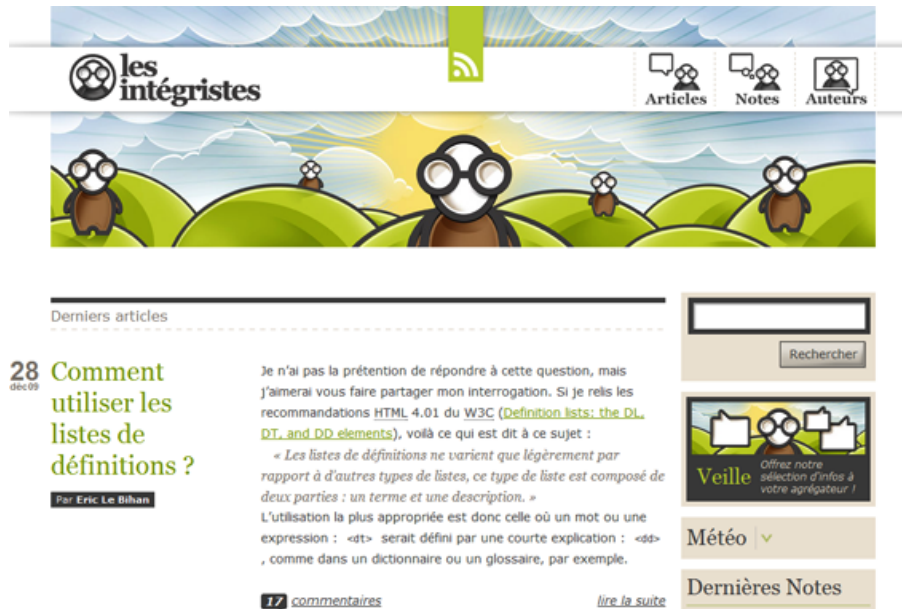 les
intégristes
Articles
Notes
Auteurs
Derniers articles
28
déc09
Comment
utiliser les
listes de
définitions ?
Par Eric Le Bihan
Je n'ai pas la prétention de répondre à cette question, mais
j'aimerai vous faire partager mon interrogation. Si je relis les
recommandations HTML 4.01 du W3C (Definition lists: the DL,
DT, and DD elements), voilà ce qui est dit à ce sujet :
« Les listes de définitions ne varient que légèrement par
rapport à d'autres types de listes, ce type de liste est composé de
deux parties : un terme et une description. »
L'utilisation la plus appropriée est donc celle où un mot ou une
expression : <dt> serait défini par une courte explication : <dd>
, comme dans un dictionnaire ou un glossaire, par exemple.
17 commentaires
lire la suite
Rechercher
Veille
Offrez notre
sélection d'infos à
votre agrégateur !
Météo
Dernières Notes